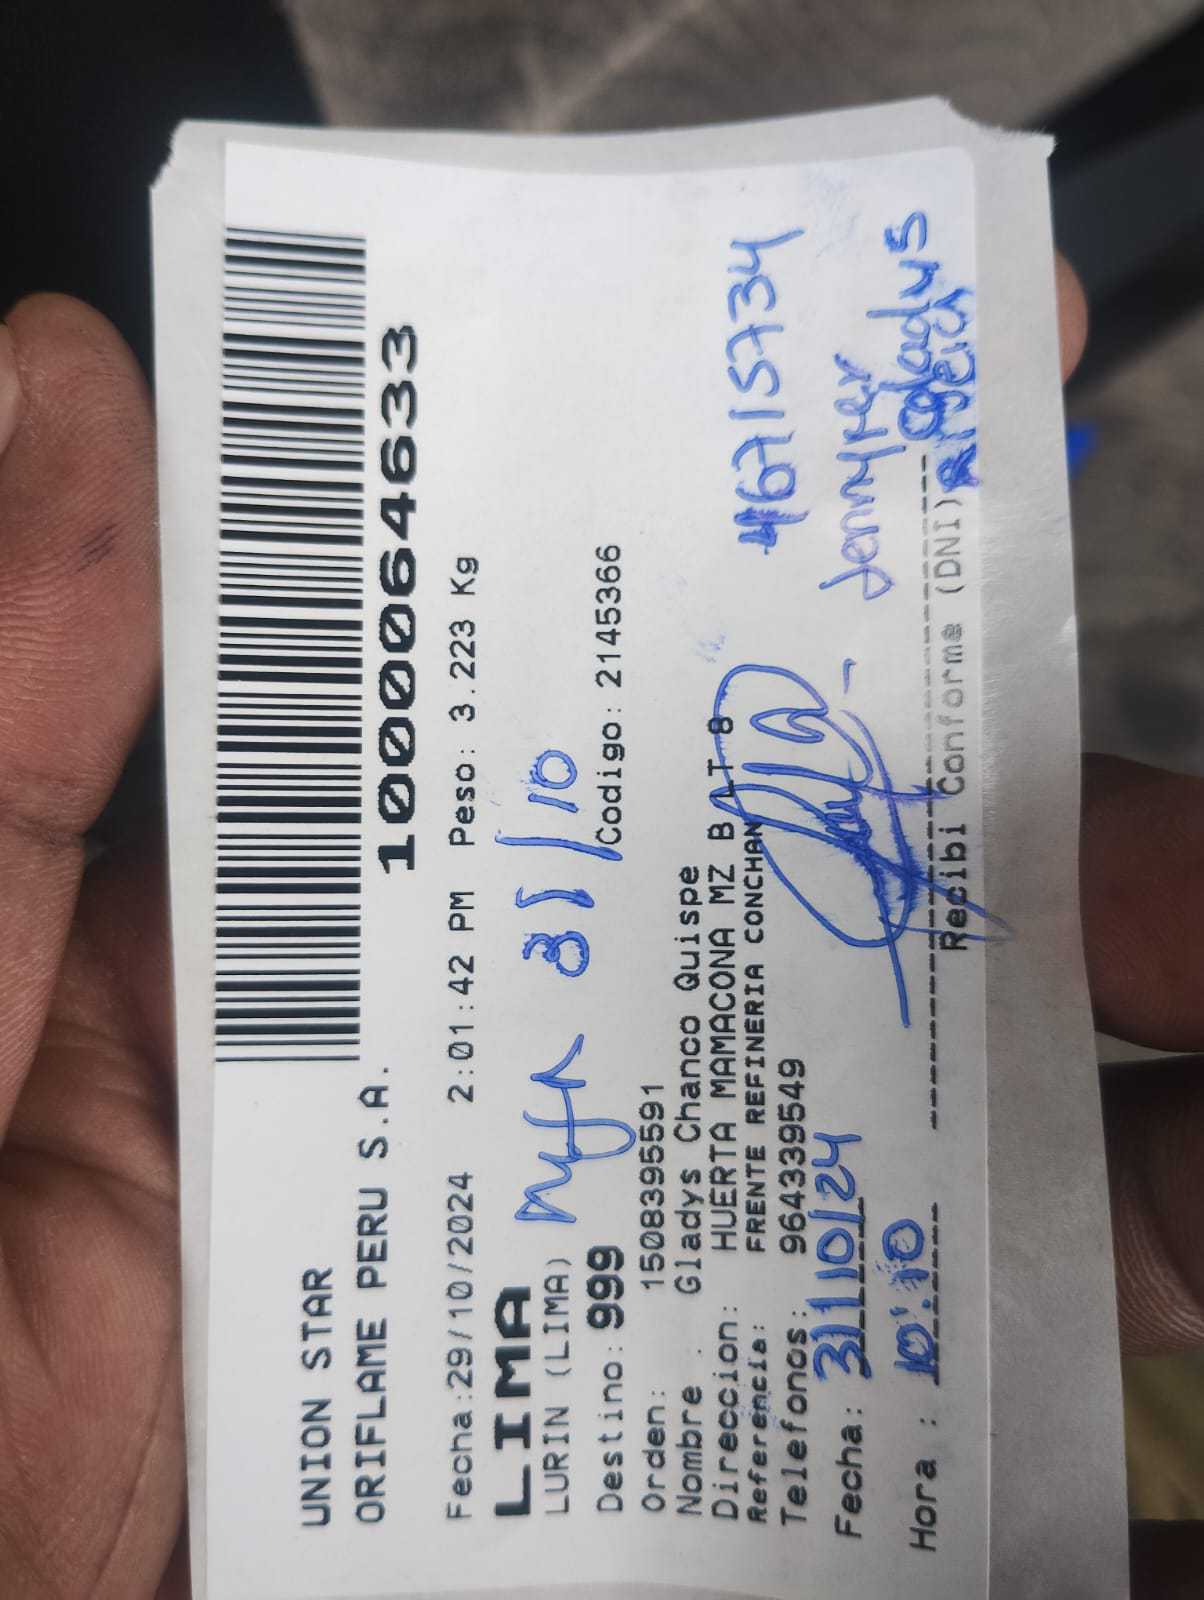 UNION STAR
ORIFLAME PERU S.A.
1000064633
Fecha:29/10/2024 2:01:42 PM Peso: 3.223 Kg
LIMA
LURIN (LIMA)
31/10
Destino:999 Codigo:2145366
Orden: 1508395591
Nombre : Gladys Chanco Quispe
Direccion: HUERTA MAMACONA MZ B LT 8
Referencia: FRENTE REFINERIA CONCHAN
Telefonos: 964339549
46715734
Fecha: 31/10/24
Jennyfer
Gladys
Hora : 10:10
Recibi Conforme (DNI)